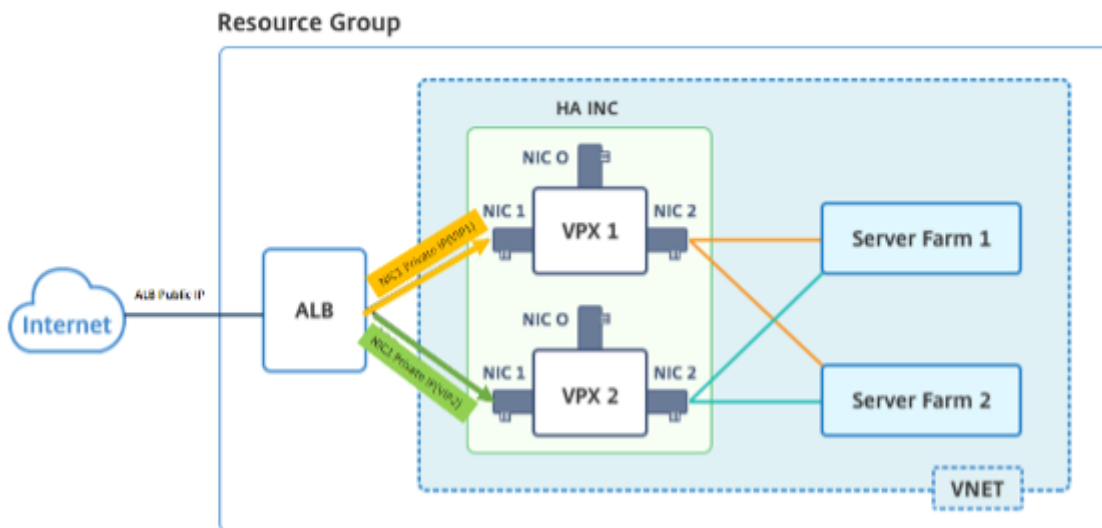 Resource Group
HA INC
NIC O
NIC 1
VPX 1
NIC 2
Server Farm 1
NIC1 Private IP(VIP1)
ALB Public IP
Internet
ALB
NIC1 Private IP(VIP2)
NIC O
NIC 1
VPX 2
NIC 2
Server Farm 2
VNET